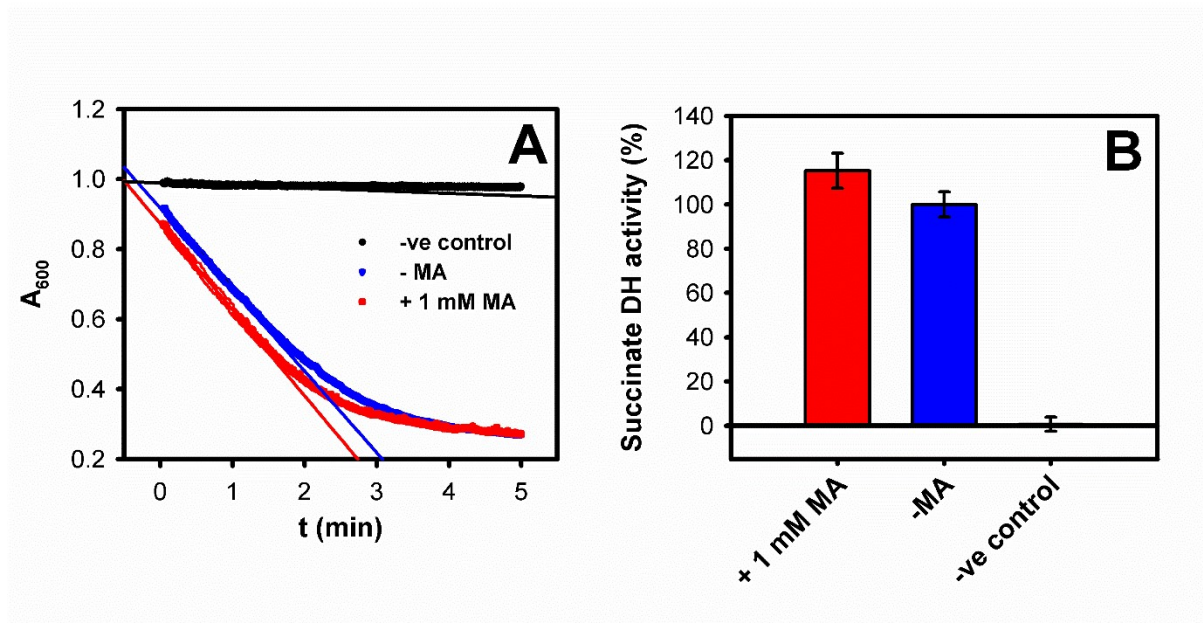 A
1.2
1.0
0.8
0.6
0.4
0.2
A600
-ve control
- MA
+ 1 mM MA
0 1 2 3 4 5
t (min)
B
140
120
100
80
60
40
20
0
Succinate DH activity (%)
+ 1 mM MA
-MA
-ve control